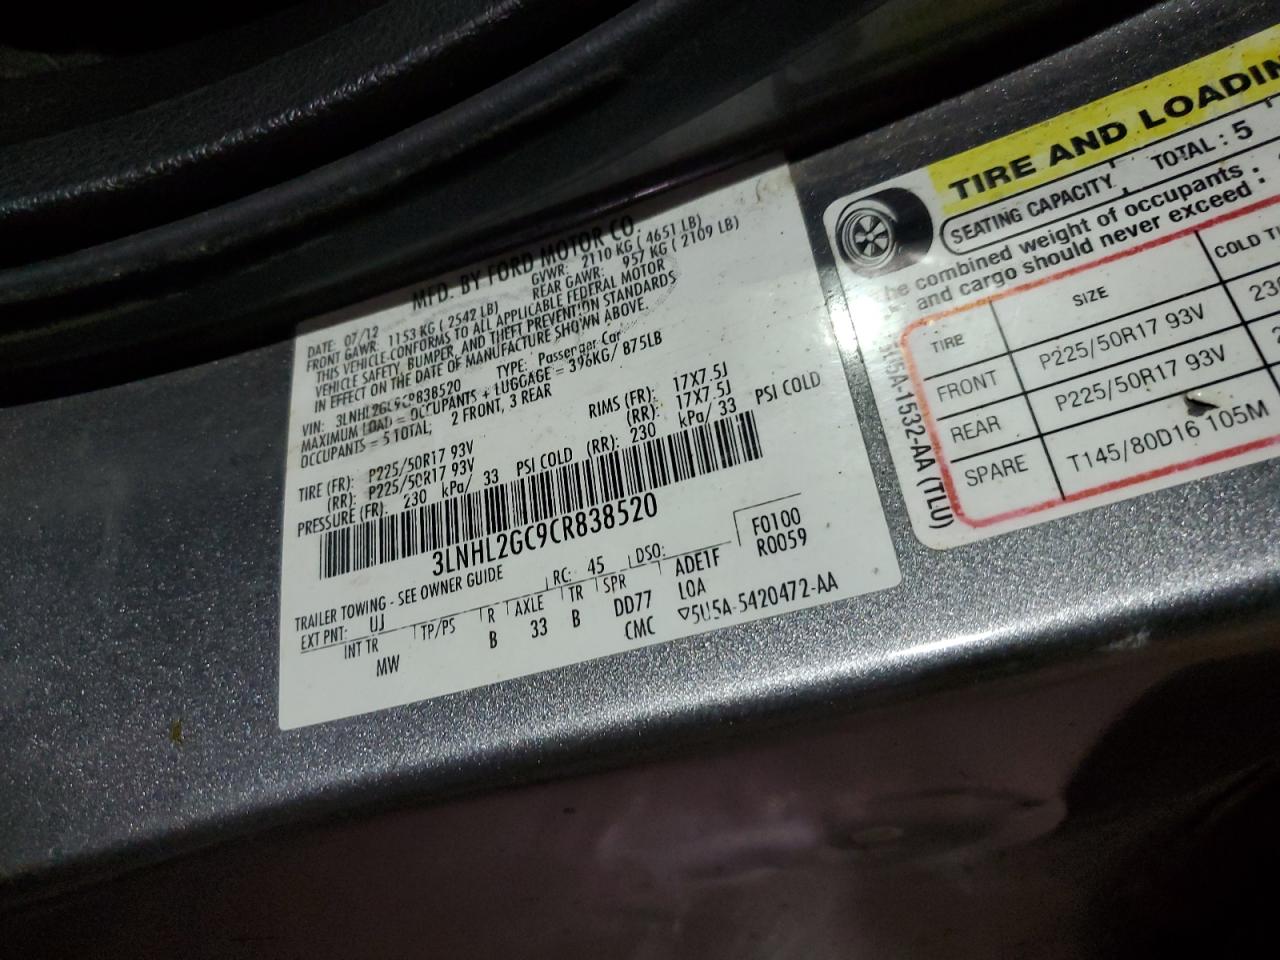 MFD. BY FORD MOTOR CO.
DATE: 07/12 GVWR: 2110 KG ( 4651 LB)
FRONT GAWR: 1153 KG ( 2542 LB) REAR GAWR: 957 KG ( 2109 LB)
THIS VEHICLE CONFORMS TO ALL APPLICABLE FEDERAL MOTOR
VEHICLE SAFETY, BUMPER, AND THEFT PREVENTION STANDARDS
IN EFFECT ON THE DATE OF MANUFACTURE SHOWN ABOVE.
VIN: 3LNHL2GC9CR838520 TYPE: Passenger Car
MAXIMUM LOAD = OCCUPANTS + LUGGAGE = 396KG/ 875LB
OCCUPANTS = 5 TOTAL; 2 FRONT, 3 REAR
TIRE (FR): P225/50R17 93V RIMS (FR): 17X7.5J
(RR): P225/50R17 93V (RR): 17X7.5J
PRESSURE (FR): 230 kPa/ 33 PSI COLD (RR): 230 kPa/ 33 PSI COLD
3LNHL2GC9CR838520
TRAILER TOWING - SEE OWNER GUIDE
EXT PNT: UJ RC: 45 DSO: F0100
INT TR TP/PS R AXLE TR SPR ADE1F R0059
MW B 33 B DD77 LOA
CMC ▽5U5A-5420472-AA
TIRE AND LOADIN
SEATING CAPACITY TOTAL : 5
he combined weight of occupants :
and cargo should never exceed :
TIRE SIZE COLD TI
FRONT P225/50R17 93V 23
REAR P225/50R17 93V
SPARE T145/80D16 105M
5U5A-1532-AA (TLU)